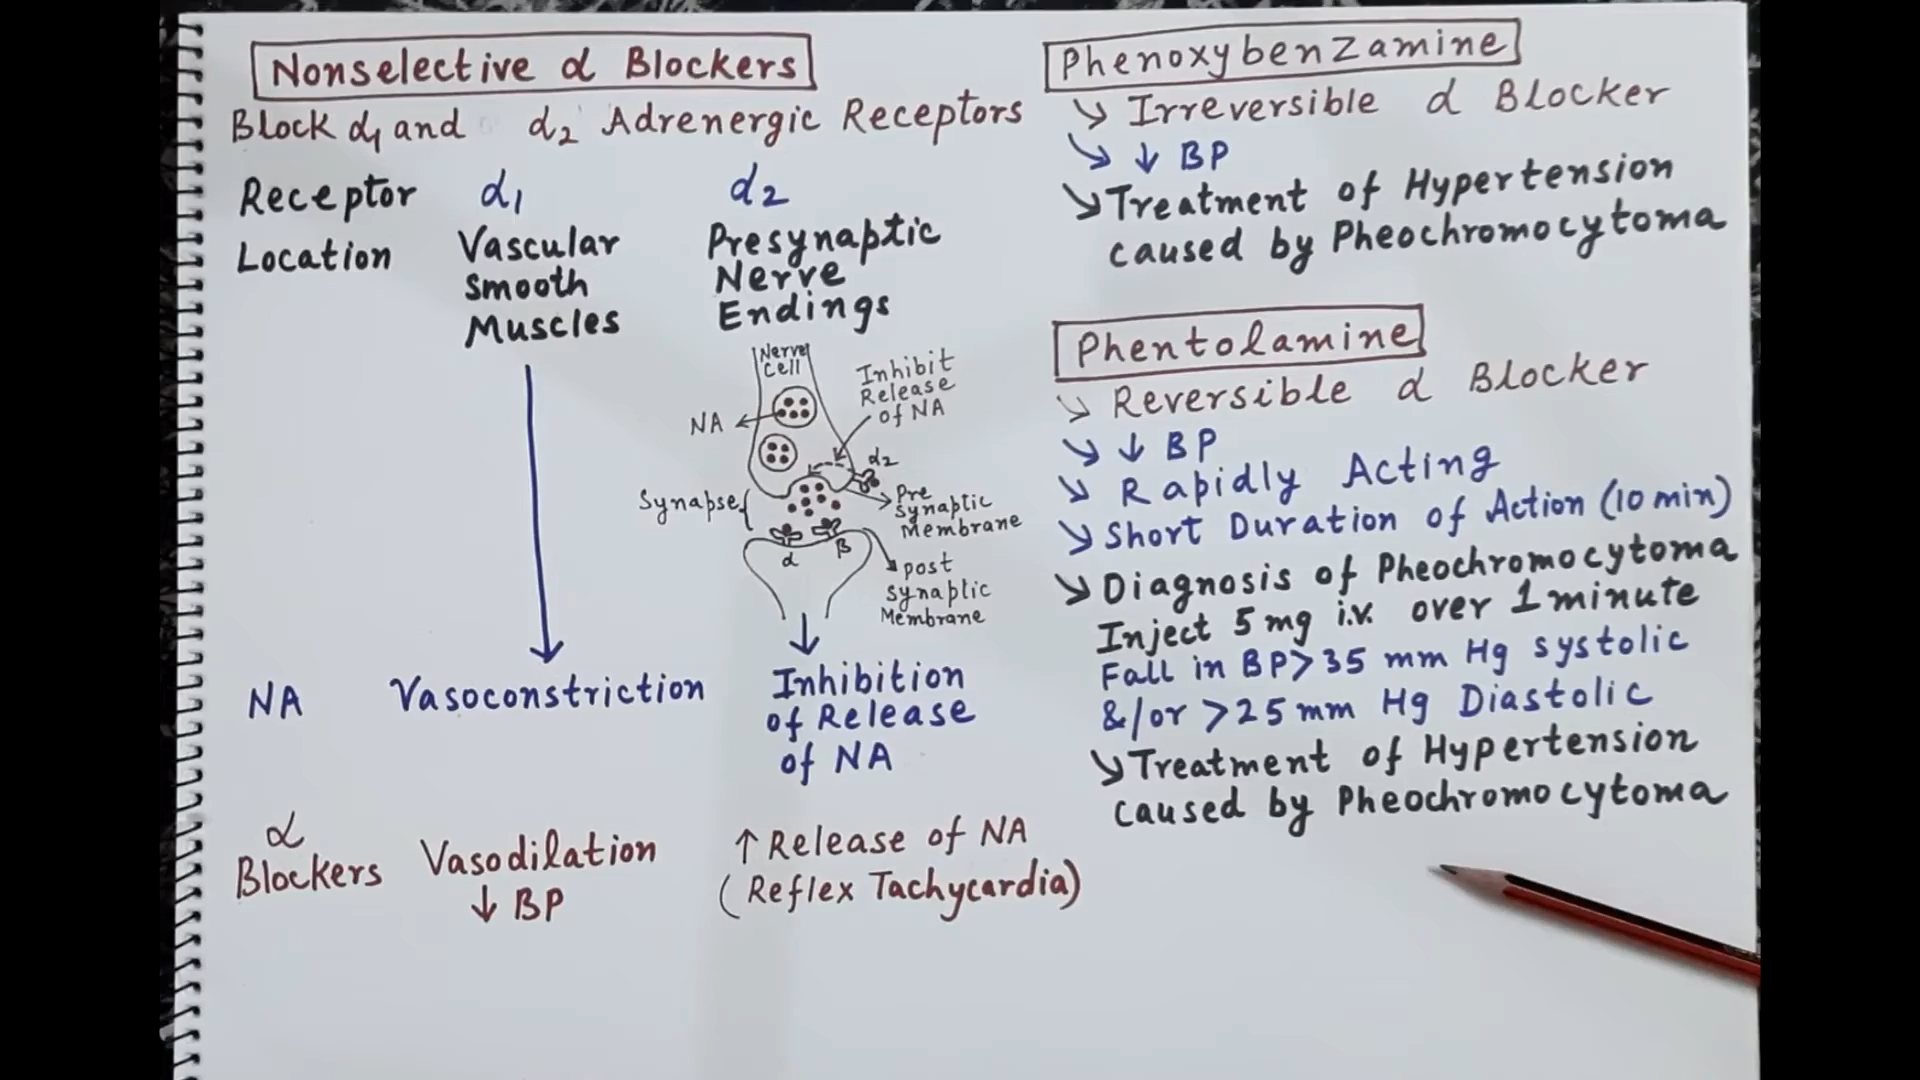 Nonselective α Blockers
Block α1 and α2 Adrenergic Receptors
Receptor α1 α2
Location Vascular Smooth Muscles Presynaptic Nerve Endings
Nerve
Cell
Inhibit
Release
of NA
NA
α2
Synapse
Pre
synaptic
Membrane
α β
post
synaptic
Membrane
NA Vasoconstriction Inhibition
of Release
of NA
α
Blockers Vasodilation ↑ Release of NA
↓ BP (Reflex Tachycardia)
Phenoxybenzamine
↘ Irreversible α Blocker
↘ ↓ BP
↘ Treatment of Hypertension
caused by Pheochromocytoma
Phentolamine
↘ Reversible α Blocker
↘ ↓ BP
↘ Rapidly Acting
↘ Short Duration of Action (10 min)
↘ Diagnosis of Pheochromocytoma
Inject 5 mg i.v. over 1 minute
Fall in BP > 35 mm Hg systolic
&/or > 25 mm Hg Diastolic
↘ Treatment of Hypertension
caused by Pheochromocytoma